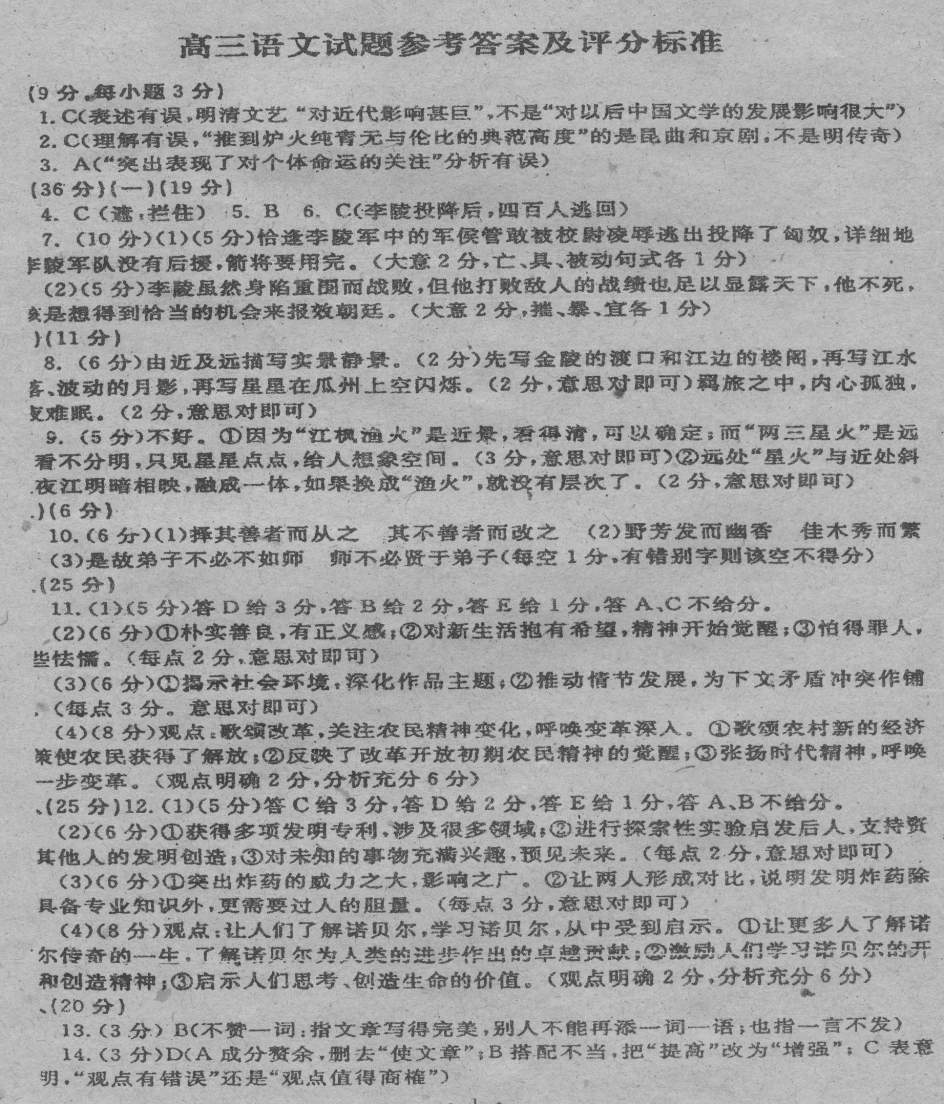 高三语文试题参考答案及评分标准
(9 分,每小题 3 分)
1. C(表述有误,明清文艺 “对近代影响甚巨”,不是“对以后中国文学的发展影响很大”)
2. C(理解有误,“推到炉火纯青无与伦比的典范高度”的是昆曲和京剧,不是明传奇)
3. A(“突出表现了对个体命运的关注”分析有误)
(36 分)(一)(19 分)
4. C (遮,拦住) 5. B 6. C(李陵投降后,四百人逃回)
7. (10 分)(1)(5 分)恰逢李陵军中的军侯管敢被校尉凌辱逃出投降了匈奴,详细地
陵军队没有后援,箭将要用完。(大意 2 分,亡、具、被动句式各 1 分)
(2)(5 分)李陵虽然身陷重围而战败,但他打败敌人的战绩也足以显露天下,他不死,
是想得到恰当的机会来报效朝廷。(大意 2 分,摧、暴、宜各 1 分)
)(11 分)
8. (6 分)由近及远描写实景静景。(2 分)先写金陵的渡口和江边的楼阁,再写江水
、波动的月影,再写星星在瓜州上空闪烁。(2 分,意思对即可)羁旅之中,内心孤独,
难眠。(2 分,意思对即可)
9. (5 分)不好。①因为“江枫渔火”是近景,看得清,可以确定;而“两三星火”是远
看不分明,只见星星点点,给人想象空间。(3 分,意思对即可)②远处“星火”与近处斜
夜江明暗相映,融成一体,如果换成“渔火”,就没有层次了。(2 分,意思对即可)
)(6 分)
10. (6 分)(1)择其善者而从之 其不善者而改之 (2)野芳发而幽香 佳木秀而繁
(3)是故弟子不必不如师 师不必贤于弟子(每空 1 分,有错别字则该空不得分)
(25 分)
11. (1)(5 分)答 D 给 3 分,答 B 给 2 分,答 E 给 1 分,答 A、C 不给分。
(2)(6 分)①朴实善良,有正义感;②对新生活抱有希望,精神开始觉醒;③怕得罪人,
些怯懦。(每点 2 分,意思对即可)
(3)(6 分)①揭示社会环境,深化作品主题;②推动情节发展,为下文矛盾冲突作铺
。(每点 3 分。意思对即可)
(4)(8 分)观点:歌颂改革,关注农民精神变化,呼唤变革深入。①歌颂农村新的经济
策使农民获得了解放;②反映了改革开放初期农民精神的觉醒;③张扬时代精神,呼唤
一步变革。(观点明确 2 分,分析充分 6 分)
、(25 分)12. (1)(5 分)答 C 给 3 分,答 D 给 2 分,答 E 给 1 分,答 A、B 不给分。
(2)(6 分)①获得多项发明专利,涉及很多领域;②进行探索性实验启发后人,支持资
其他人的发明创造;③对未知的事物充满兴趣,预见未来。(每点 2 分,意思对即可)
(3)(6 分)①突出炸药的威力之大,影响之广。②让两人形成对比,说明发明炸药除
具备专业知识外,更需要过人的胆量。(每点 3 分,意思对即可)
(4)(8 分)观点:让人们了解诺贝尔,学习诺贝尔,从中受到启示。①让更多人了解诺
尔传奇的一生,了解诺贝尔为人类的进步作出的卓越贡献;②激励人们学习诺贝尔的开
和创造精神;③启示人们思考、创造生命的价值。(观点明确 2 分,分析充分 6 分)
、(20 分)
13. (3 分) B(不赞一词:指文章写得完美,别人不能再添一词一语;也指一言不发)
14. (3 分)D(A 成分赘余,删去“使文章”;B 搭配不当,把“提高”改为“增强”; C 表意
明,“观点有错误”还是“观点值得商榷”)